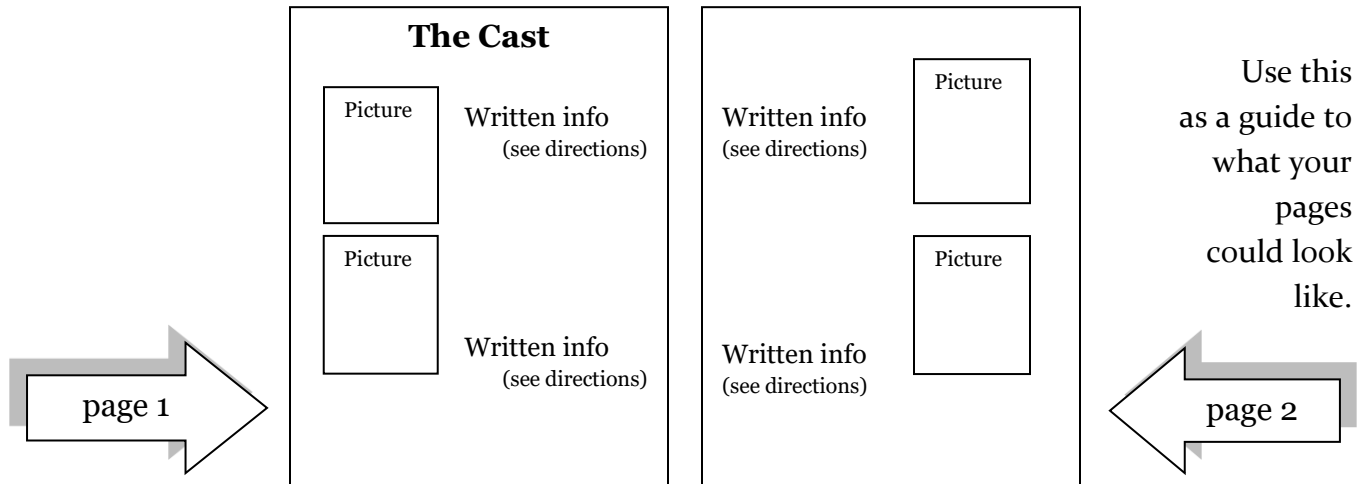 The Cast
Picture
Written info
(see directions)
Picture
Written info
(see directions)
page 1
Written info
(see directions)
Picture
Written info
(see directions)
Picture
page 2
Use this
as a guide to
what your
pages
could look
like.